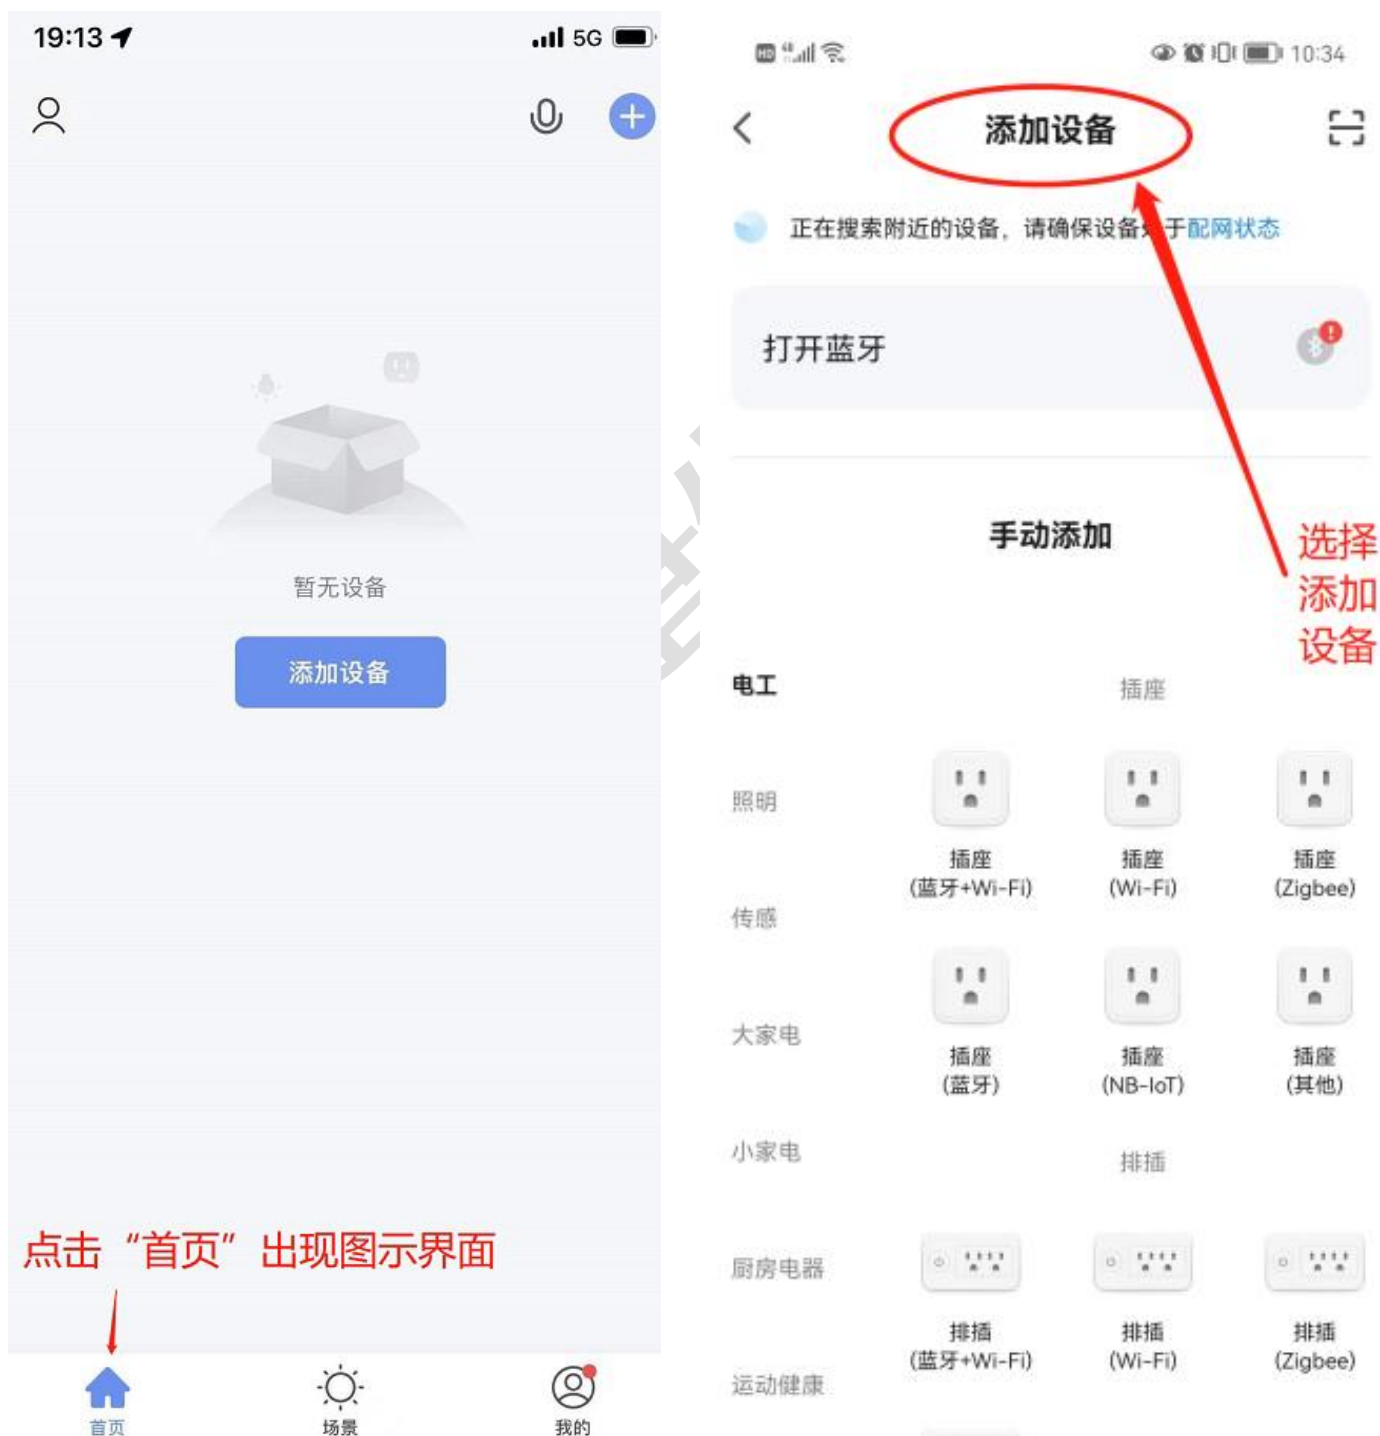 19:13
5G
暂无设备
添加设备
点击“首页”出现图示界面
首页
场景
我的
HD
10:34
添加设备
正在搜索附近的设备，请确保设备于配网状态
打开蓝牙
选择
添加
设备
手动添加
电工
照明
传感
大家电
小家电
厨房电器
运动健康
插座
插座
(蓝牙+Wi-Fi)
插座
(Wi-Fi)
插座
(Zigbee)
插座
(蓝牙)
插座
(NB-IoT)
插座
(其他)
排插
排插
(蓝牙+Wi-Fi)
排插
(Wi-Fi)
排插
(Zigbee)